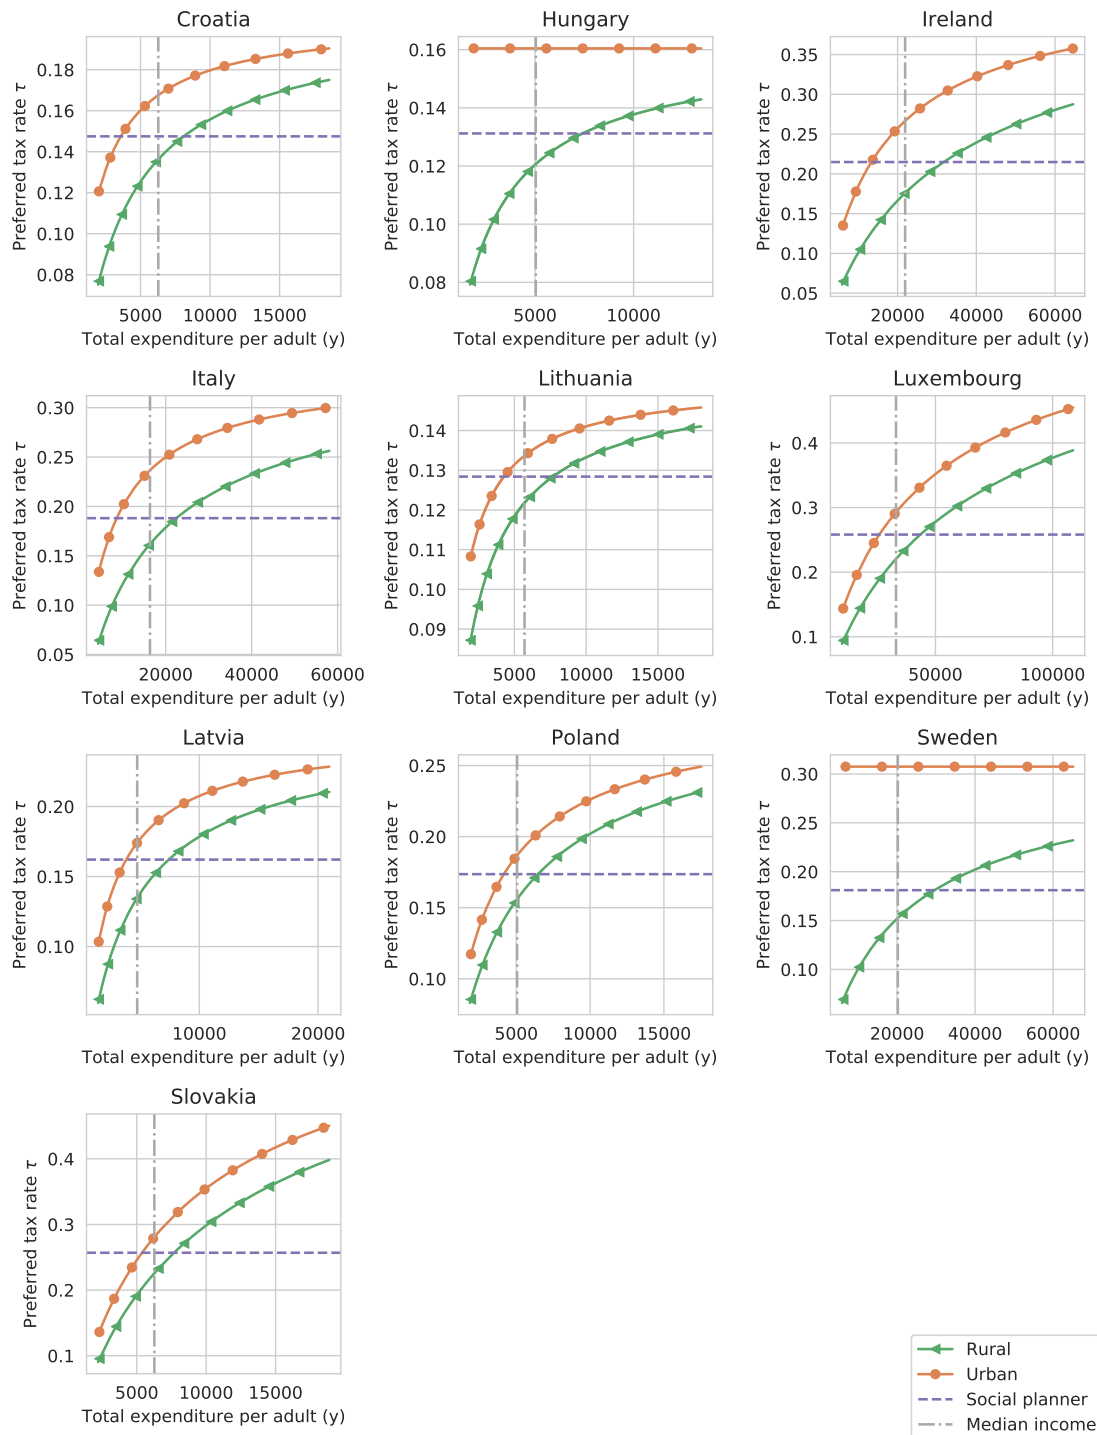 Croatia
Preferred tax rate τ
0.18
0.16
0.14
0.12
0.10
0.08
5000 10000 15000
Total expenditure per adult (y)
Hungary
Preferred tax rate τ
0.16
0.14
0.12
0.10
0.08
5000 10000
Total expenditure per adult (y)
Ireland
Preferred tax rate τ
0.35
0.30
0.25
0.20
0.15
0.10
0.05
20000 40000 60000
Total expenditure per adult (y)
Italy
Preferred tax rate τ
0.30
0.25
0.20
0.15
0.10
0.05
20000 40000 60000
Total expenditure per adult (y)
Lithuania
Preferred tax rate τ
0.14
0.13
0.12
0.11
0.10
0.09
5000 10000 15000
Total expenditure per adult (y)
Luxembourg
Preferred tax rate τ
0.4
0.3
0.2
0.1
50000 100000
Total expenditure per adult (y)
Latvia
Preferred tax rate τ
0.20
0.15
0.10
10000 20000
Total expenditure per adult (y)
Poland
Preferred tax rate τ
0.25
0.20
0.15
0.10
5000 10000 15000
Total expenditure per adult (y)
Sweden
Preferred tax rate τ
0.30
0.25
0.20
0.15
0.10
20000 40000 60000
Total expenditure per adult (y)
Slovakia
Preferred tax rate τ
0.4
0.3
0.2
0.1
5000 10000 15000
Total expenditure per adult (y)
Rural
Urban
Social planner
Median income